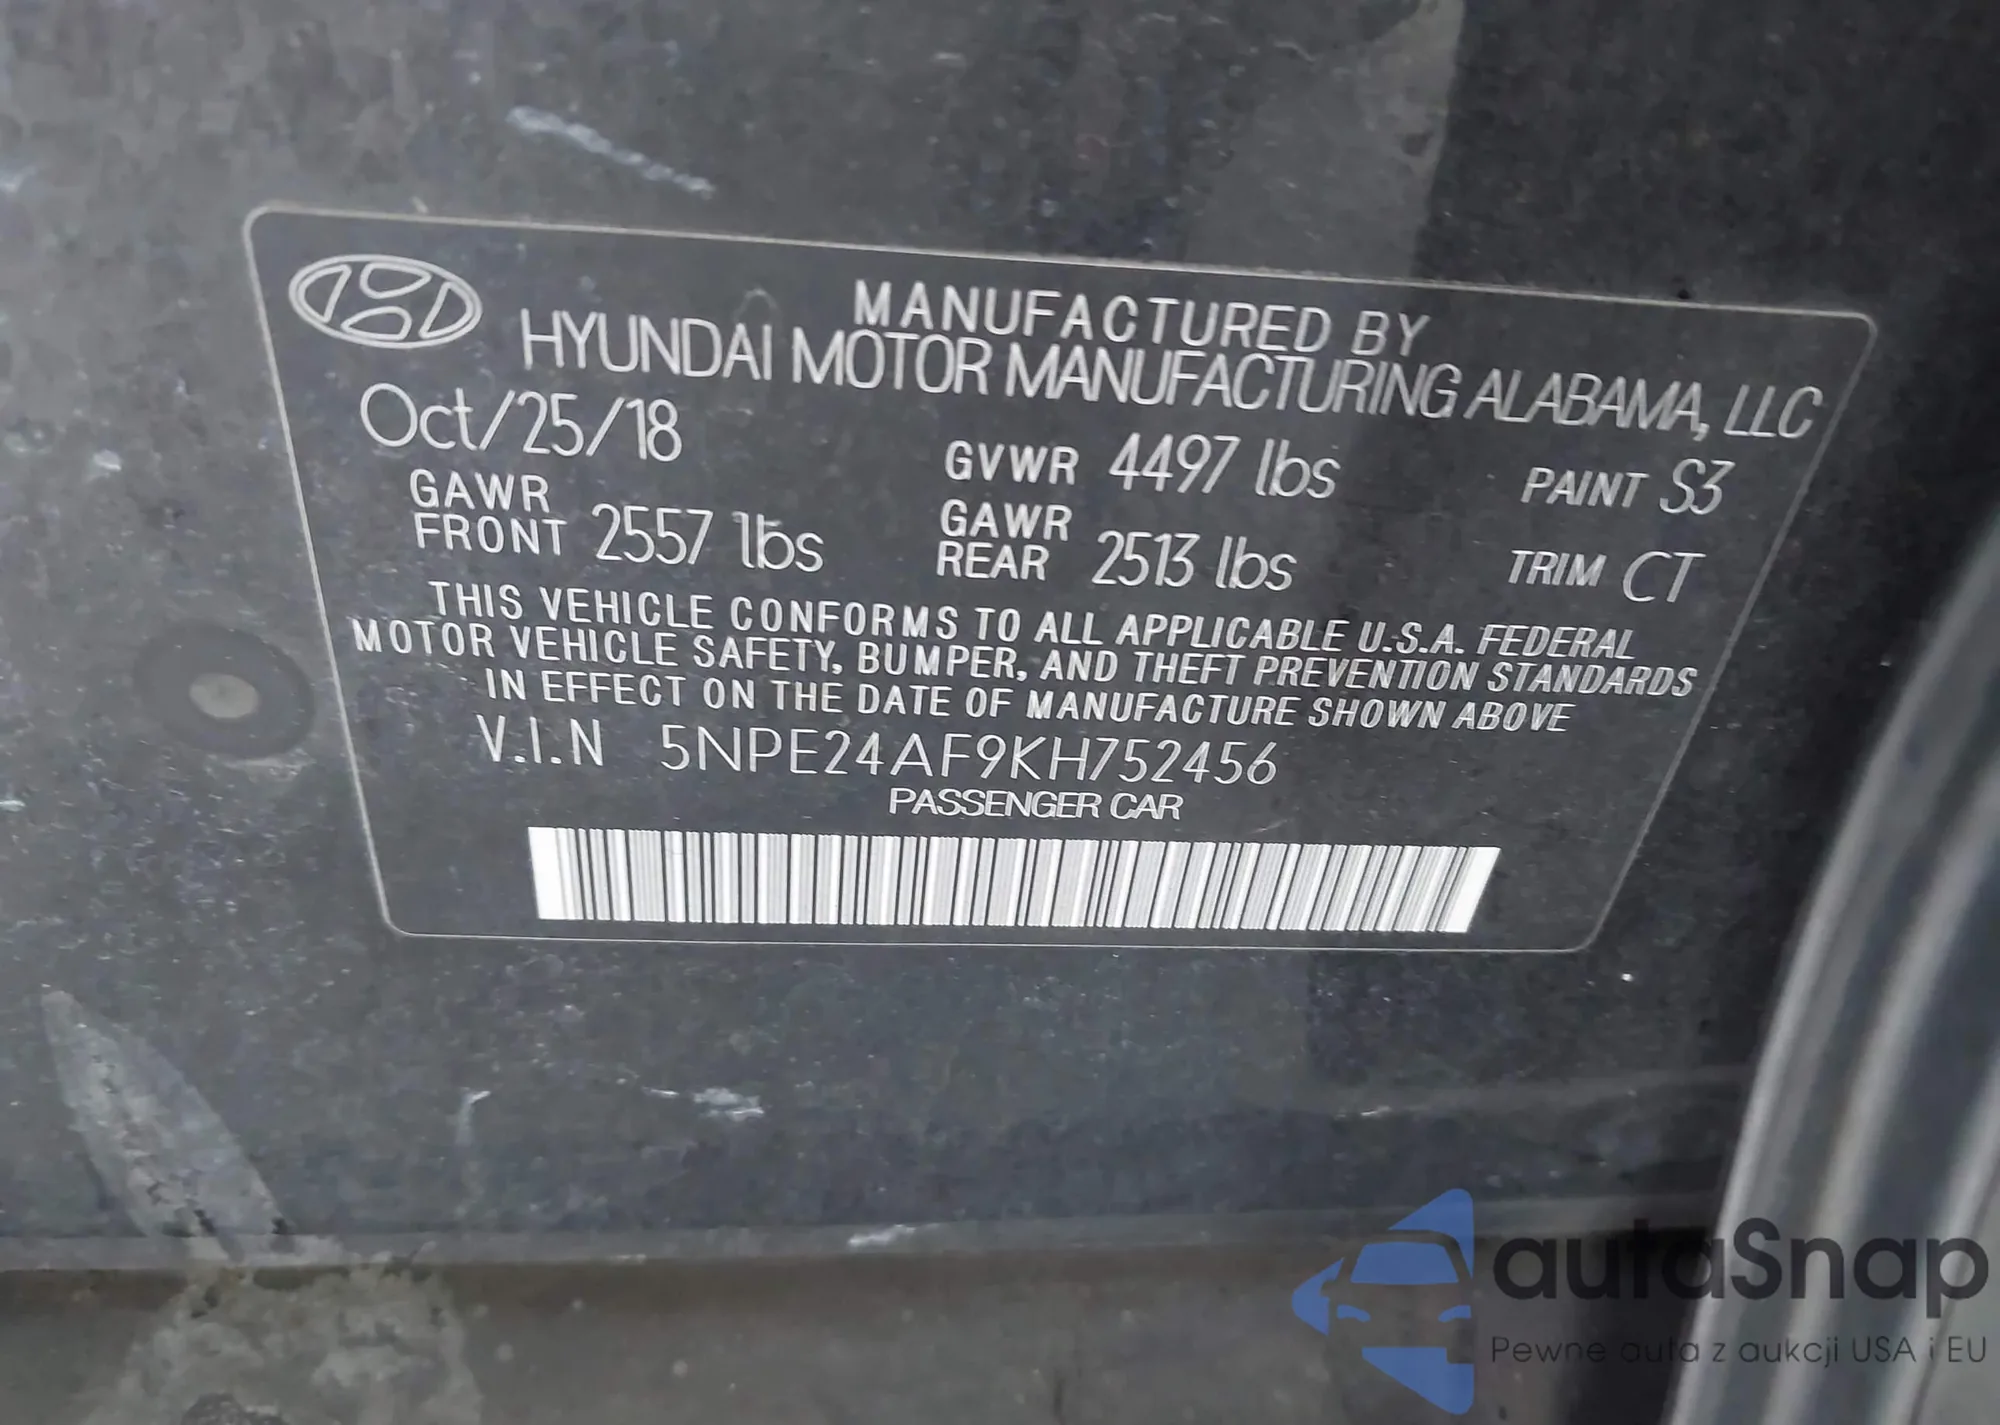 MANUFACTURED BY
HYUNDAI MOTOR MANUFACTURING ALABAMA, LLC
Oct/25/18 GVWR 4497 lbs PAINT S3
GAWR FRONT 2557 lbs GAWR REAR 2513 lbs TRIM CT
THIS VEHICLE CONFORMS TO ALL APPLICABLE U.S.A. FEDERAL
MOTOR VEHICLE SAFETY, BUMPER, AND THEFT PREVENTION STANDARDS
IN EFFECT ON THE DATE OF MANUFACTURE SHOWN ABOVE
V.I.N 5NPE24AF9KH752456
PASSENGER CAR
autaSnap
Pewne auta z aukcji USA i EU